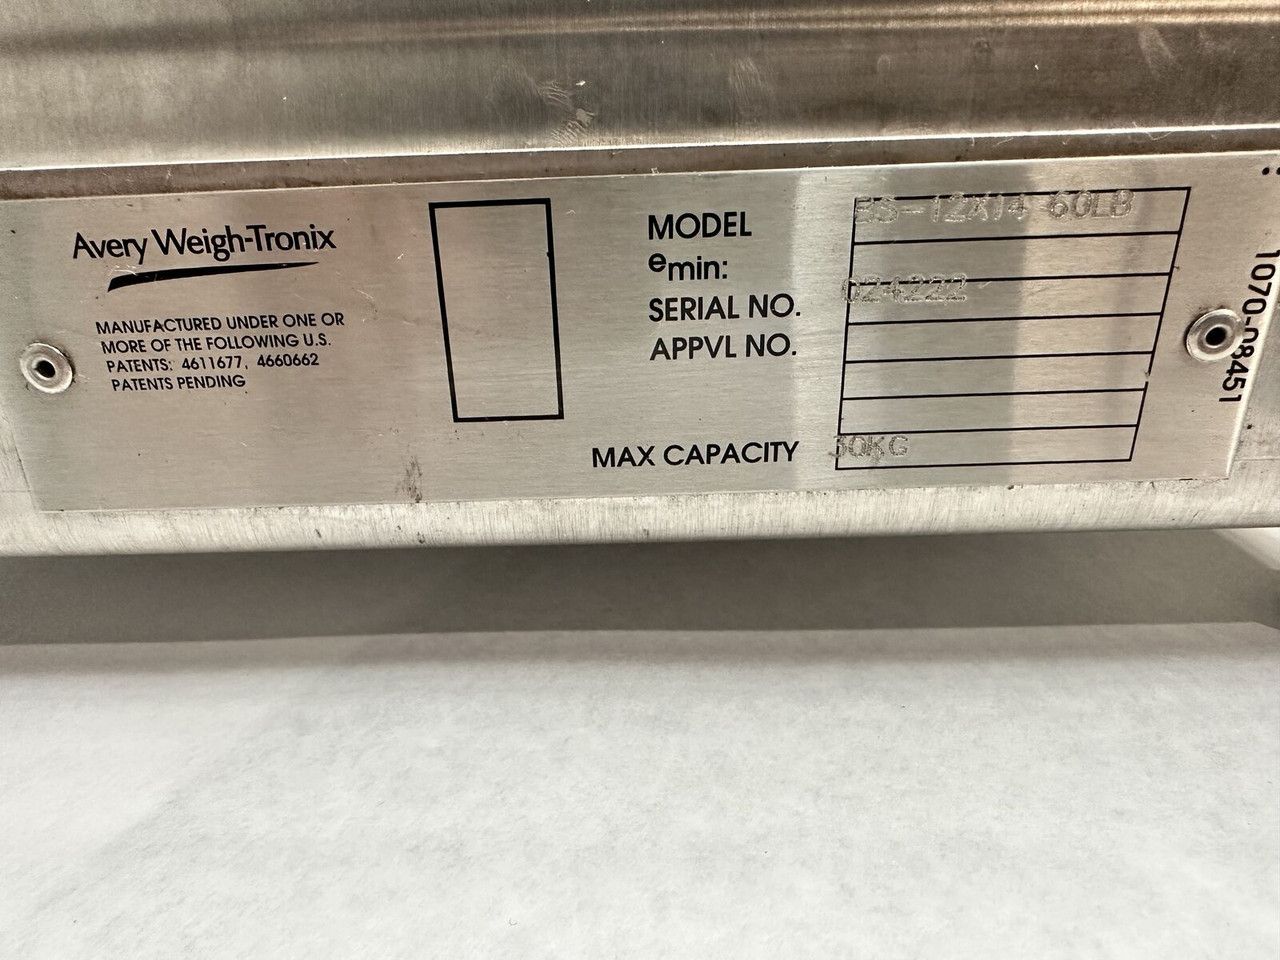 Avery Weigh-Tronix
MANUFACTURED UNDER ONE OR
MORE OF THE FOLLOWING U.S.
PATENTS: 4611677, 4660662
PATENTS PENDING
MODEL BS-12X14 60LB
emin:
SERIAL NO. 024222
APPVL NO.
MAX CAPACITY 30KG
1070-08451